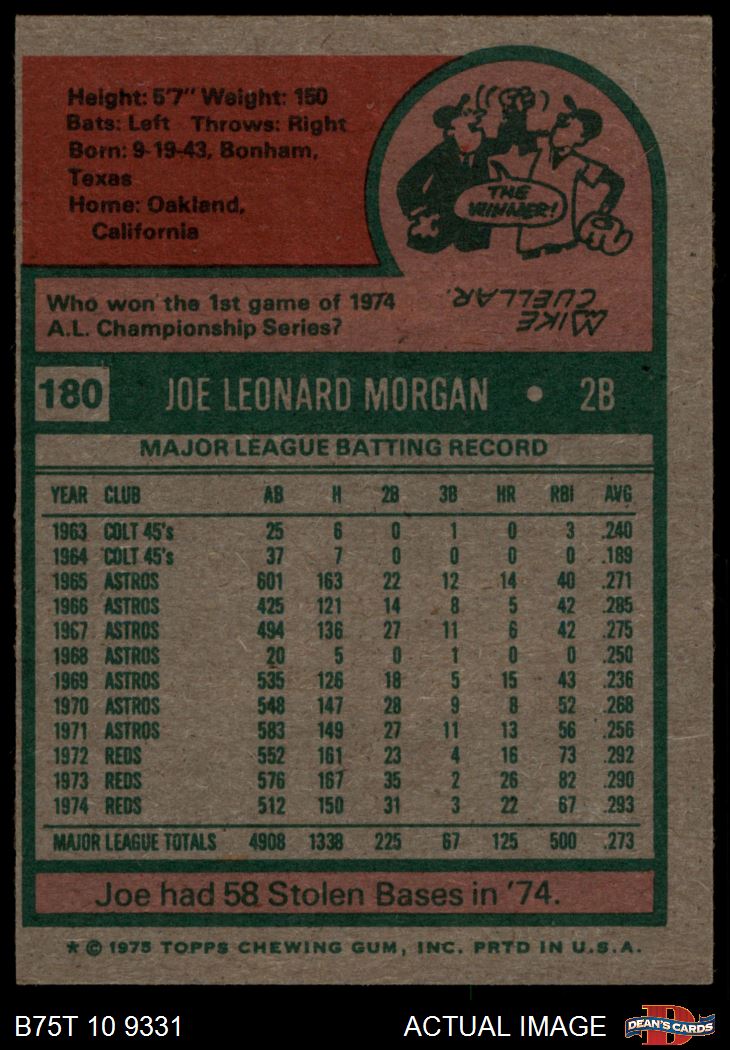 Height: 5'7" Weight: 150
Bats: Left Throws: Right
Born: 9-19-43, Bonham,
Texas
Home: Oakland,
California
THE
WINNER!
Who won the 1st game of 1974
A.L. Championship Series?
MIKE
CUELLAR.
180 JOE LEONARD MORGAN • 2B
MAJOR LEAGUE BATTING RECORD
YEAR CLUB AB H 2B 3B HR RBI AVG
1963 COLT 45's 25 6 0 1 0 3 .240
1964 COLT 45's 37 7 0 0 0 0 .189
1965 ASTROS 601 163 22 12 14 40 .271
1966 ASTROS 425 121 14 8 5 42 .285
1967 ASTROS 494 136 27 11 6 42 .275
1968 ASTROS 20 5 0 1 0 0 .250
1969 ASTROS 535 126 18 5 15 43 .236
1970 ASTROS 548 147 28 9 8 52 .268
1971 ASTROS 583 149 27 11 13 56 .256
1972 REDS 552 161 23 4 16 73 .292
1973 REDS 576 167 35 2 26 82 .290
1974 REDS 512 150 31 3 22 67 .293
MAJOR LEAGUE TOTALS 4908 1338 225 67 125 500 .273
Joe had 58 Stolen Bases in '74.
* © 1975 TOPPS CHEWING GUM, INC. PRTD IN U.S.A.
B75T 10 9331 ACTUAL IMAGE
D
DEAN'S CARDS